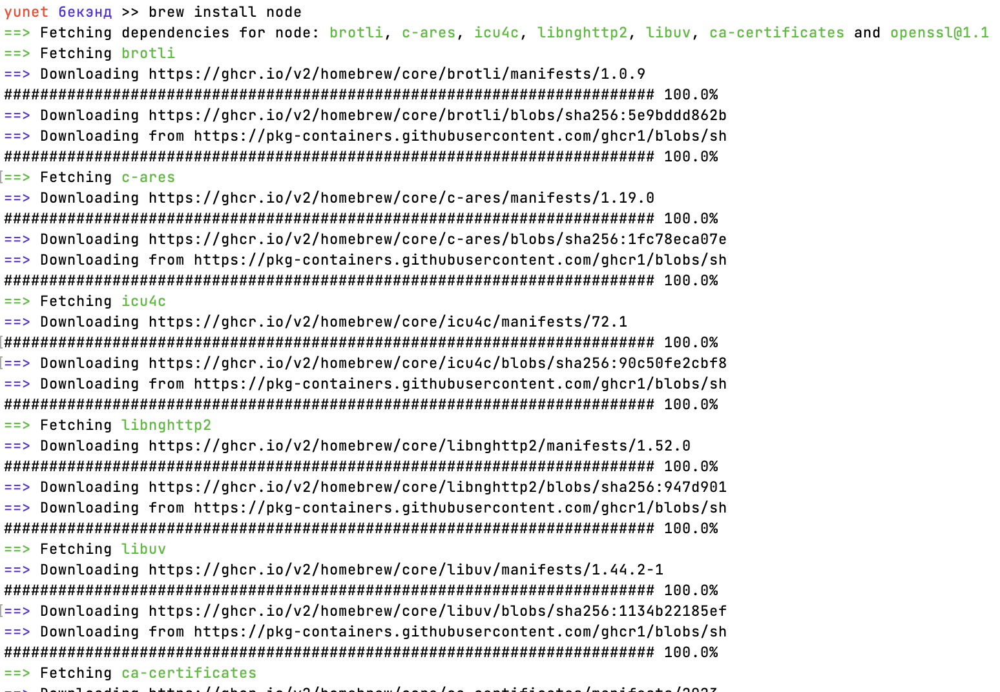 yunet бекэнд >> brew install node
==> Fetching dependencies for node: brotli, c-ares, icu4c, libnghttp2, libuv, ca-certificates and openssl@1.1
==> Fetching brotli
==> Downloading https://ghcr.io/v2/homebrew/core/brotli/manifests/1.0.9
######################################################################## 100.0%
==> Downloading https://ghcr.io/v2/homebrew/core/brotli/blobs/sha256:5e9bddd862b
==> Downloading from https://pkg-containers.githubusercontent.com/ghcr1/blobs/sh
######################################################################## 100.0%
==> Fetching c-ares
==> Downloading https://ghcr.io/v2/homebrew/core/c-ares/manifests/1.19.0
######################################################################## 100.0%
==> Downloading https://ghcr.io/v2/homebrew/core/c-ares/blobs/sha256:1fc78eca07e
==> Downloading from https://pkg-containers.githubusercontent.com/ghcr1/blobs/sh
######################################################################## 100.0%
==> Fetching icu4c
==> Downloading https://ghcr.io/v2/homebrew/core/icu4c/manifests/72.1
######################################################################## 100.0%
==> Downloading https://ghcr.io/v2/homebrew/core/icu4c/blobs/sha256:90c50fe2cbf8
==> Downloading from https://pkg-containers.githubusercontent.com/ghcr1/blobs/sh
######################################################################## 100.0%
==> Fetching libnghttp2
==> Downloading https://ghcr.io/v2/homebrew/core/libnghttp2/manifests/1.52.0
######################################################################## 100.0%
==> Downloading https://ghcr.io/v2/homebrew/core/libnghttp2/blobs/sha256:947d901
==> Downloading from https://pkg-containers.githubusercontent.com/ghcr1/blobs/sh
######################################################################## 100.0%
==> Fetching libuv
==> Downloading https://ghcr.io/v2/homebrew/core/libuv/manifests/1.44.2-1
######################################################################## 100.0%
==> Downloading https://ghcr.io/v2/homebrew/core/libuv/blobs/sha256:1134b22185ef
==> Downloading from https://pkg-containers.githubusercontent.com/ghcr1/blobs/sh
######################################################################## 100.0%
==> Fetching ca-certificates
==> Downloading https://ghcr.io/v2/homebrew/core/ca-certificates/manifests/2023